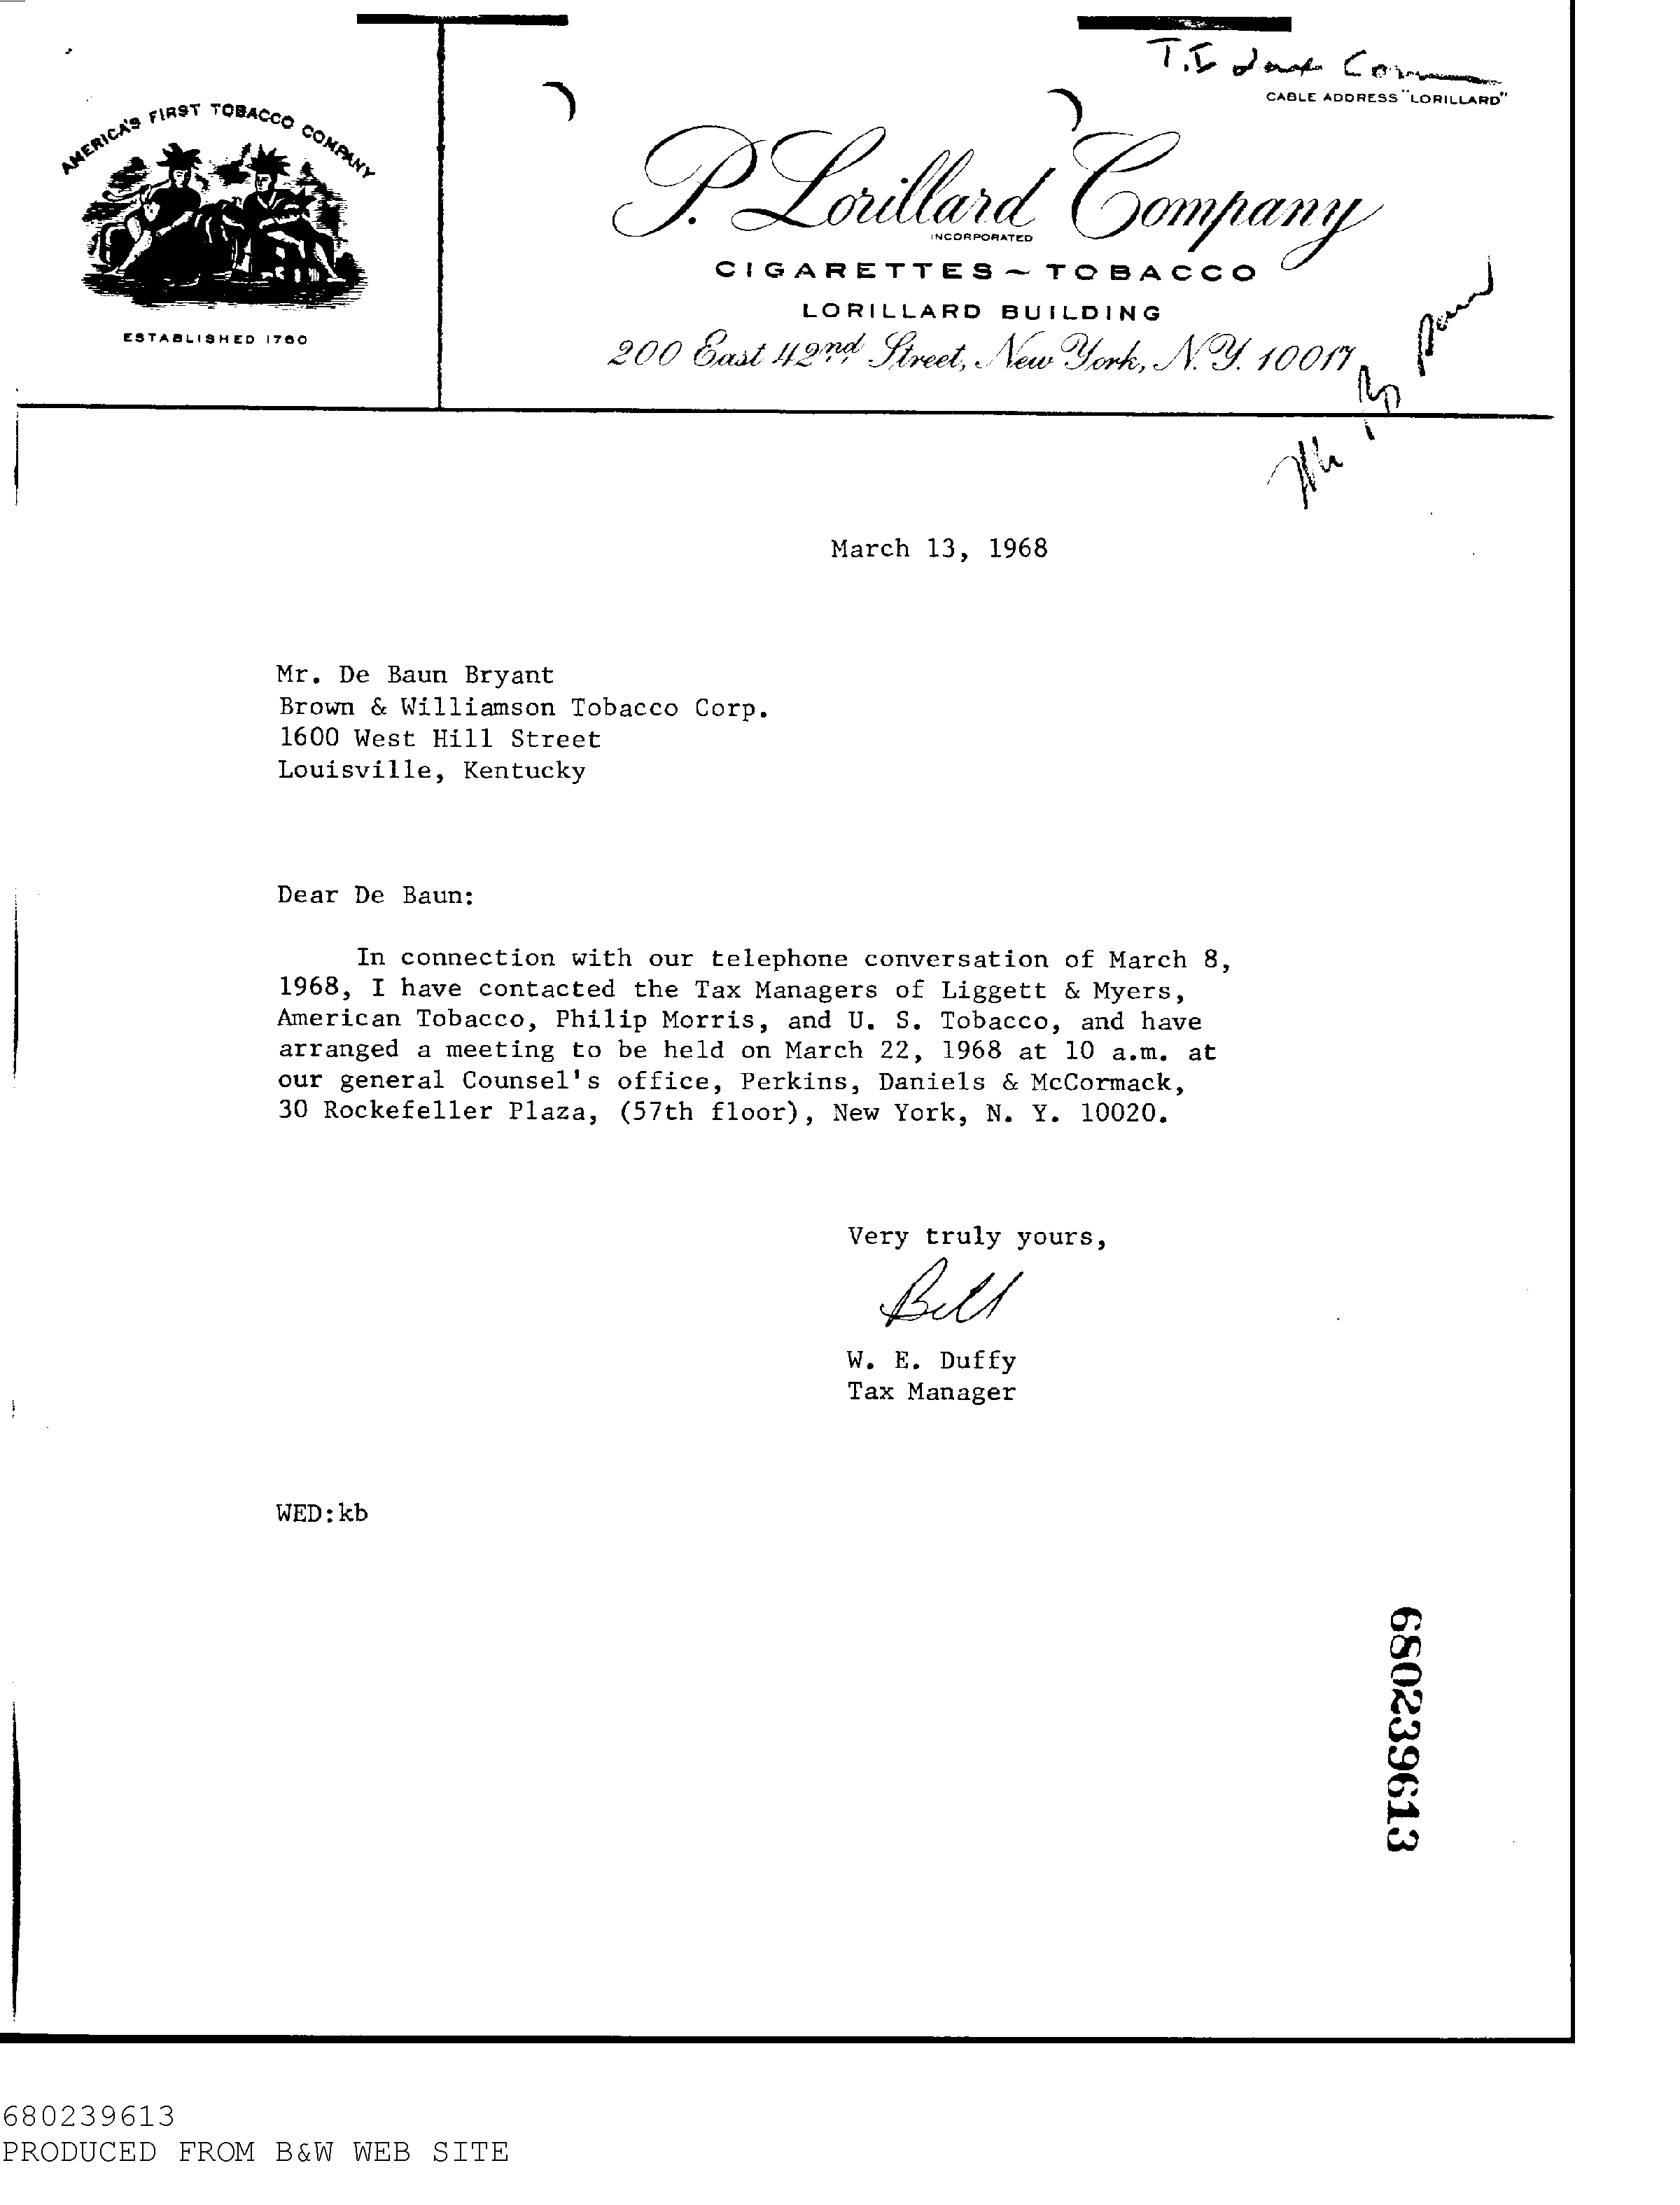 T.I Tax Com
CABLE ADDRESS "LORILLARD"
AMERICA'S FIRST TOBACCO COMPANY
ESTABLISHED 1760
P. Lorillard Company
INCORPORATED
CIGARETTES ~ TOBACCO
LORILLARD BUILDING
200 East 42nd Street, New York, N.Y. 10017
March 13, 1968
Mr. De Baun Bryant
Brown & Williamson Tobacco Corp.
1600 West Hill Street
Louisville, Kentucky
Dear De Baun:
In connection with our telephone conversation of March 8,
1968, I have contacted the Tax Managers of Liggett & Myers,
American Tobacco, Philip Morris, and U. S. Tobacco, and have
arranged a meeting to be held on March 22, 1968 at 10 a.m. at
our general Counsel's office, Perkins, Daniels & McCormack,
30 Rockefeller Plaza, (57th floor), New York, N. Y. 10020.
Very truly yours,
Bill
W. E. Duffy
Tax Manager
WED:kb
680239613
680239613
PRODUCED FROM B&W WEB SITE